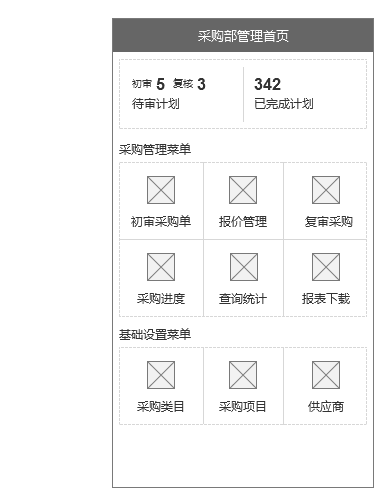 采购部管理首页
初审 5 复核 3 342
待审计划 已完成计划
采购管理菜单
初审采购单 报价管理 复审采购
采购进度 查询统计 报表下载
基础设置菜单
采购类目 采购项目 供应商